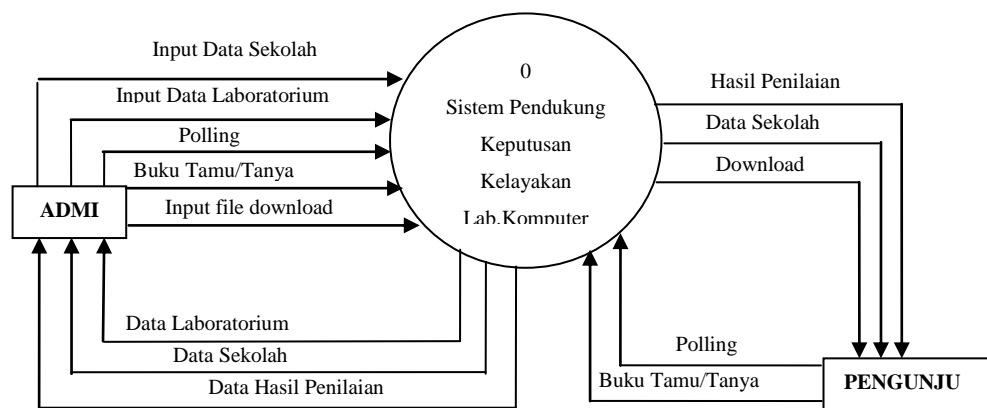 Input Data Sekolah
Input Data Laboratorium
Polling
Buku Tamu/Tanya
Input file download
ADMI
0
Sistem Pendukung
Keputusan
Kelayakan
Lab.Komputer
Hasil Penilaian
Data Sekolah
Download
Data Laboratorium
Data Sekolah
Data Hasil Penilaian
Polling
Buku Tamu/Tanya
PENGUNJU